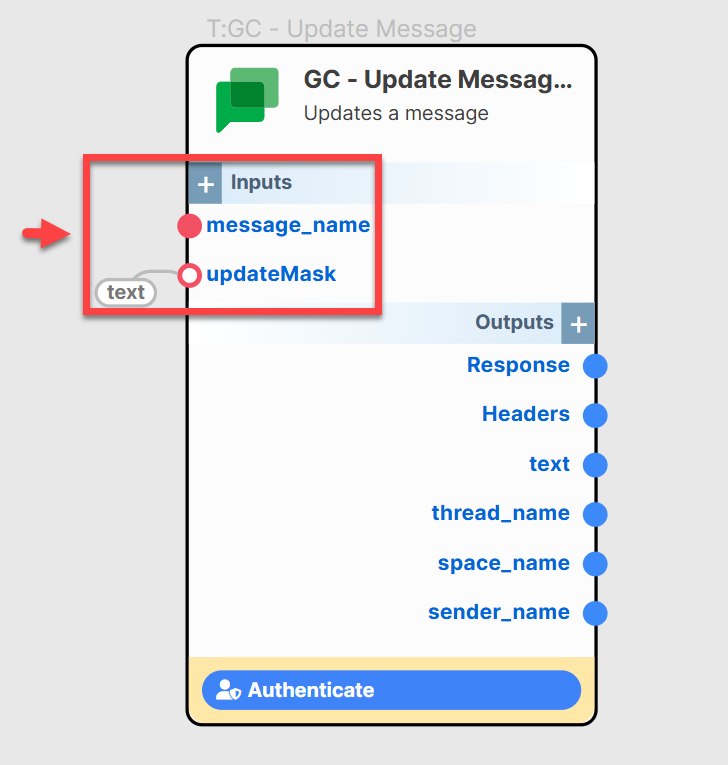 T:GC - Update Message
GC - Update Messag...
Updates a message
+ Inputs
message_name
updateMask
text
Outputs +
Response
Headers
text
thread_name
space_name
sender_name
Authenticate